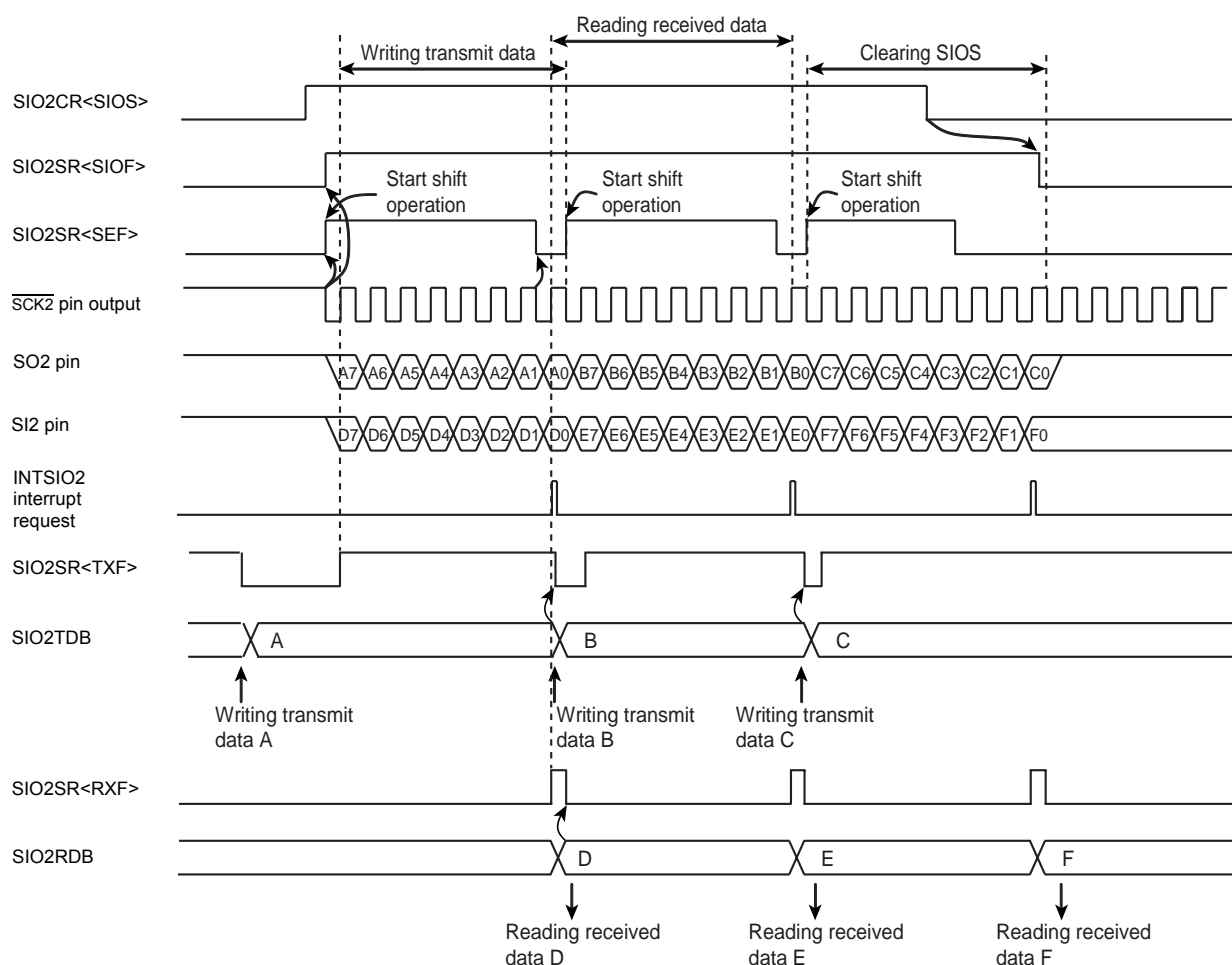 Reading received data
Writing transmit data
Clearing SIOS
SIO2CR<SIOS>
SIO2SR<SIOF>
Start shift
operation
Start shift
operation
Start shift
operation
SIO2SR<SEF>
SCK2 pin output
SO2 pin
A7 A6 A5 A4 A3 A2 A1 A0 B7 B6 B5 B4 B3 B2 B1 B0 C7 C6 C5 C4 C3 C2 C1 C0
SI2 pin
D7 D6 D5 D4 D3 D2 D1 D0 E7 E6 E5 E4 E3 E2 E1 E0 F7 F6 F5 F4 F3 F2 F1 F0
INTSIO2
interrupt
request
SIO2SR<TXF>
SIO2TDB
A B C
Writing transmit
data A
Writing transmit
data B
Writing transmit
data C
SIO2SR<RXF>
SIO2RDB
D E F
Reading received
data D
Reading received
data E
Reading received
data F